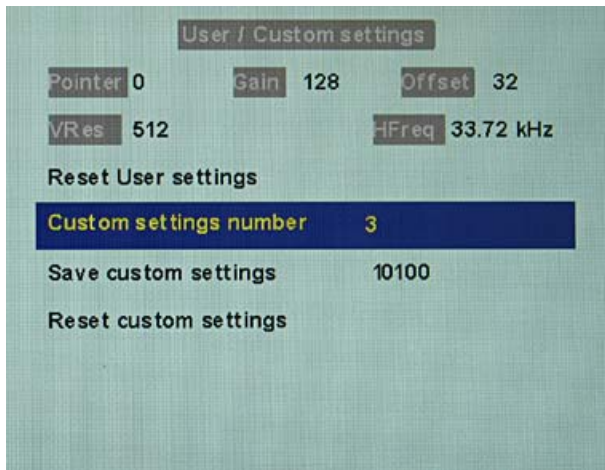 User / Custom settings
Pointer 0 Gain 128 Offset 32
VRes 512 HFreq 33.72 kHz
Reset User settings
Custom settings number 3
Save custom settings 10100
Reset custom settings